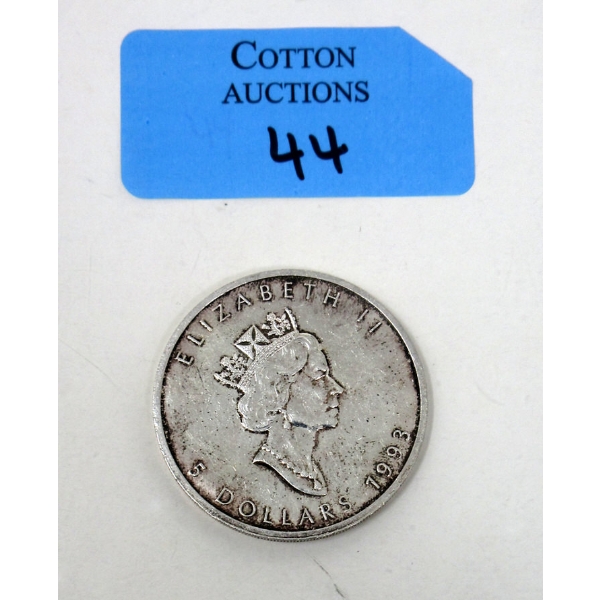 COTTON
AUCTIONS
44
ELIZABETH II
5 DOLLARS 1993